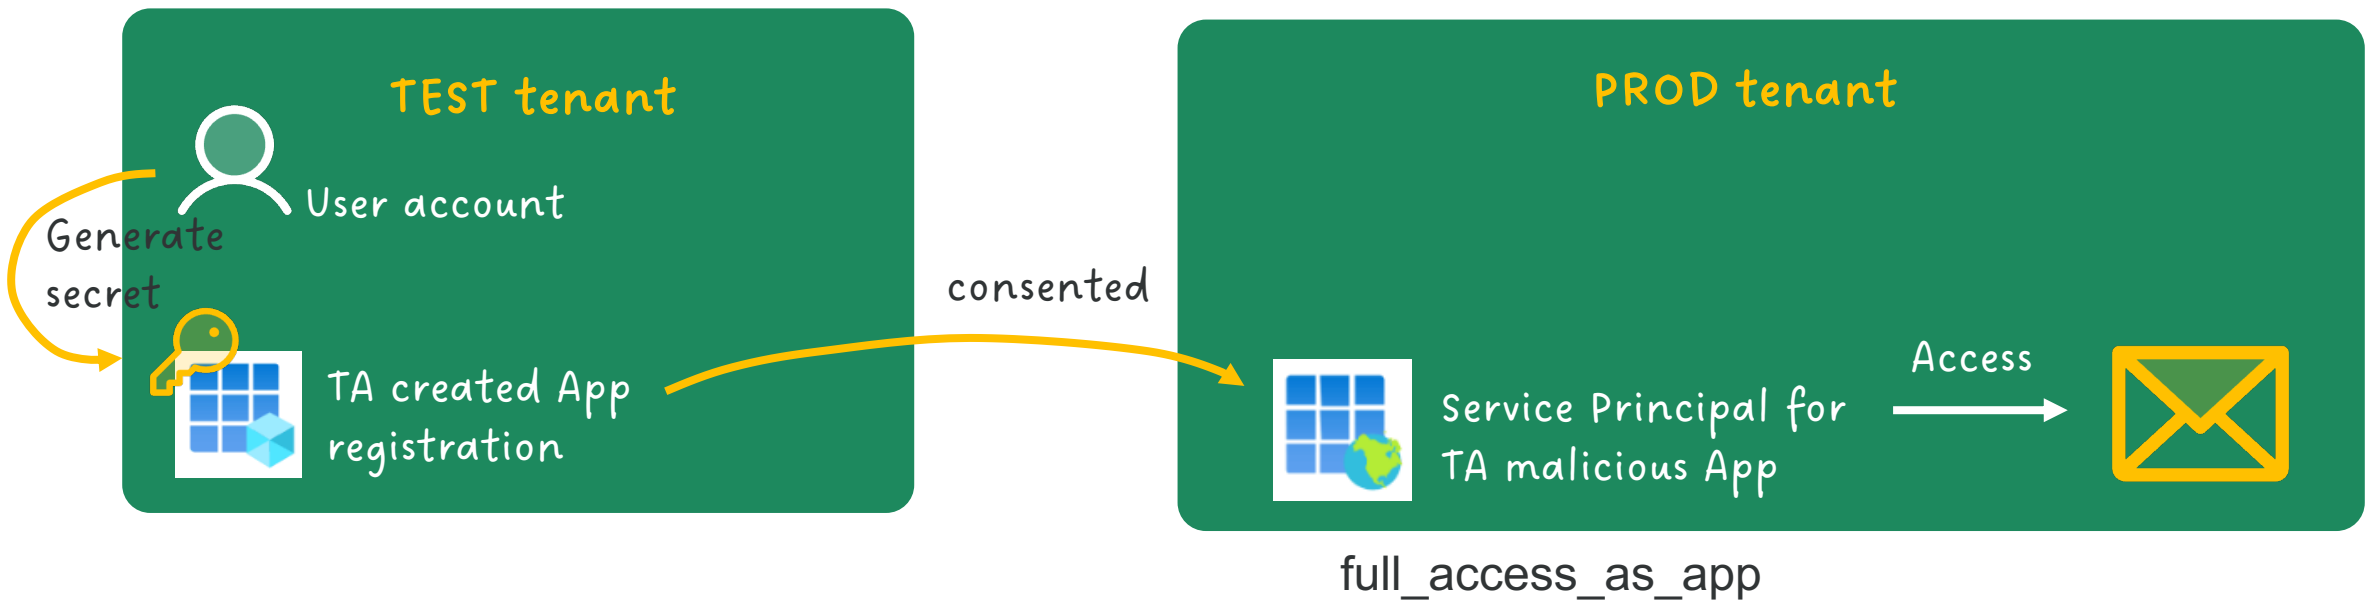 TEST tenant
User account
Generate
secret
TA created App
registration
consented
PROD tenant
Service Principal for
TA malicious App
Access
full_access_as_app